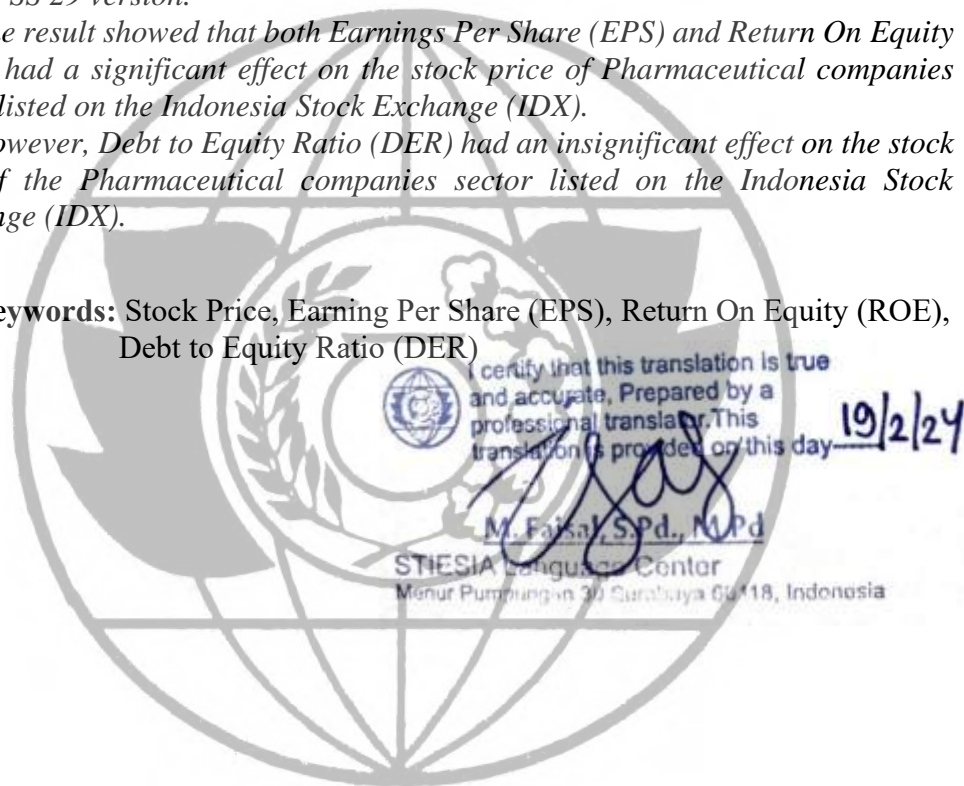 SS 29 version.
he result showed that both Earnings Per Share (EPS) and Return On Equity
had a significant effect on the stock price of Pharmaceutical companies
listed on the Indonesia Stock Exchange (IDX).
owever, Debt to Equity Ratio (DER) had an insignificant effect on the stock
f the Pharmaceutical companies sector listed on the Indonesia Stock
nge (IDX).
eywords: Stock Price, Earning Per Share (EPS), Return On Equity (ROE),
Debt to Equity Ratio (DER)
I certify that this translation is true
and accurate, Prepared by a
professional translator.This
translation is provided on this day 19/2/24
M. Faisal, S.Pd., M.Pd
STIESIA Language Center
Menur Pumpungan 30 Surabaya 60118, Indonesia